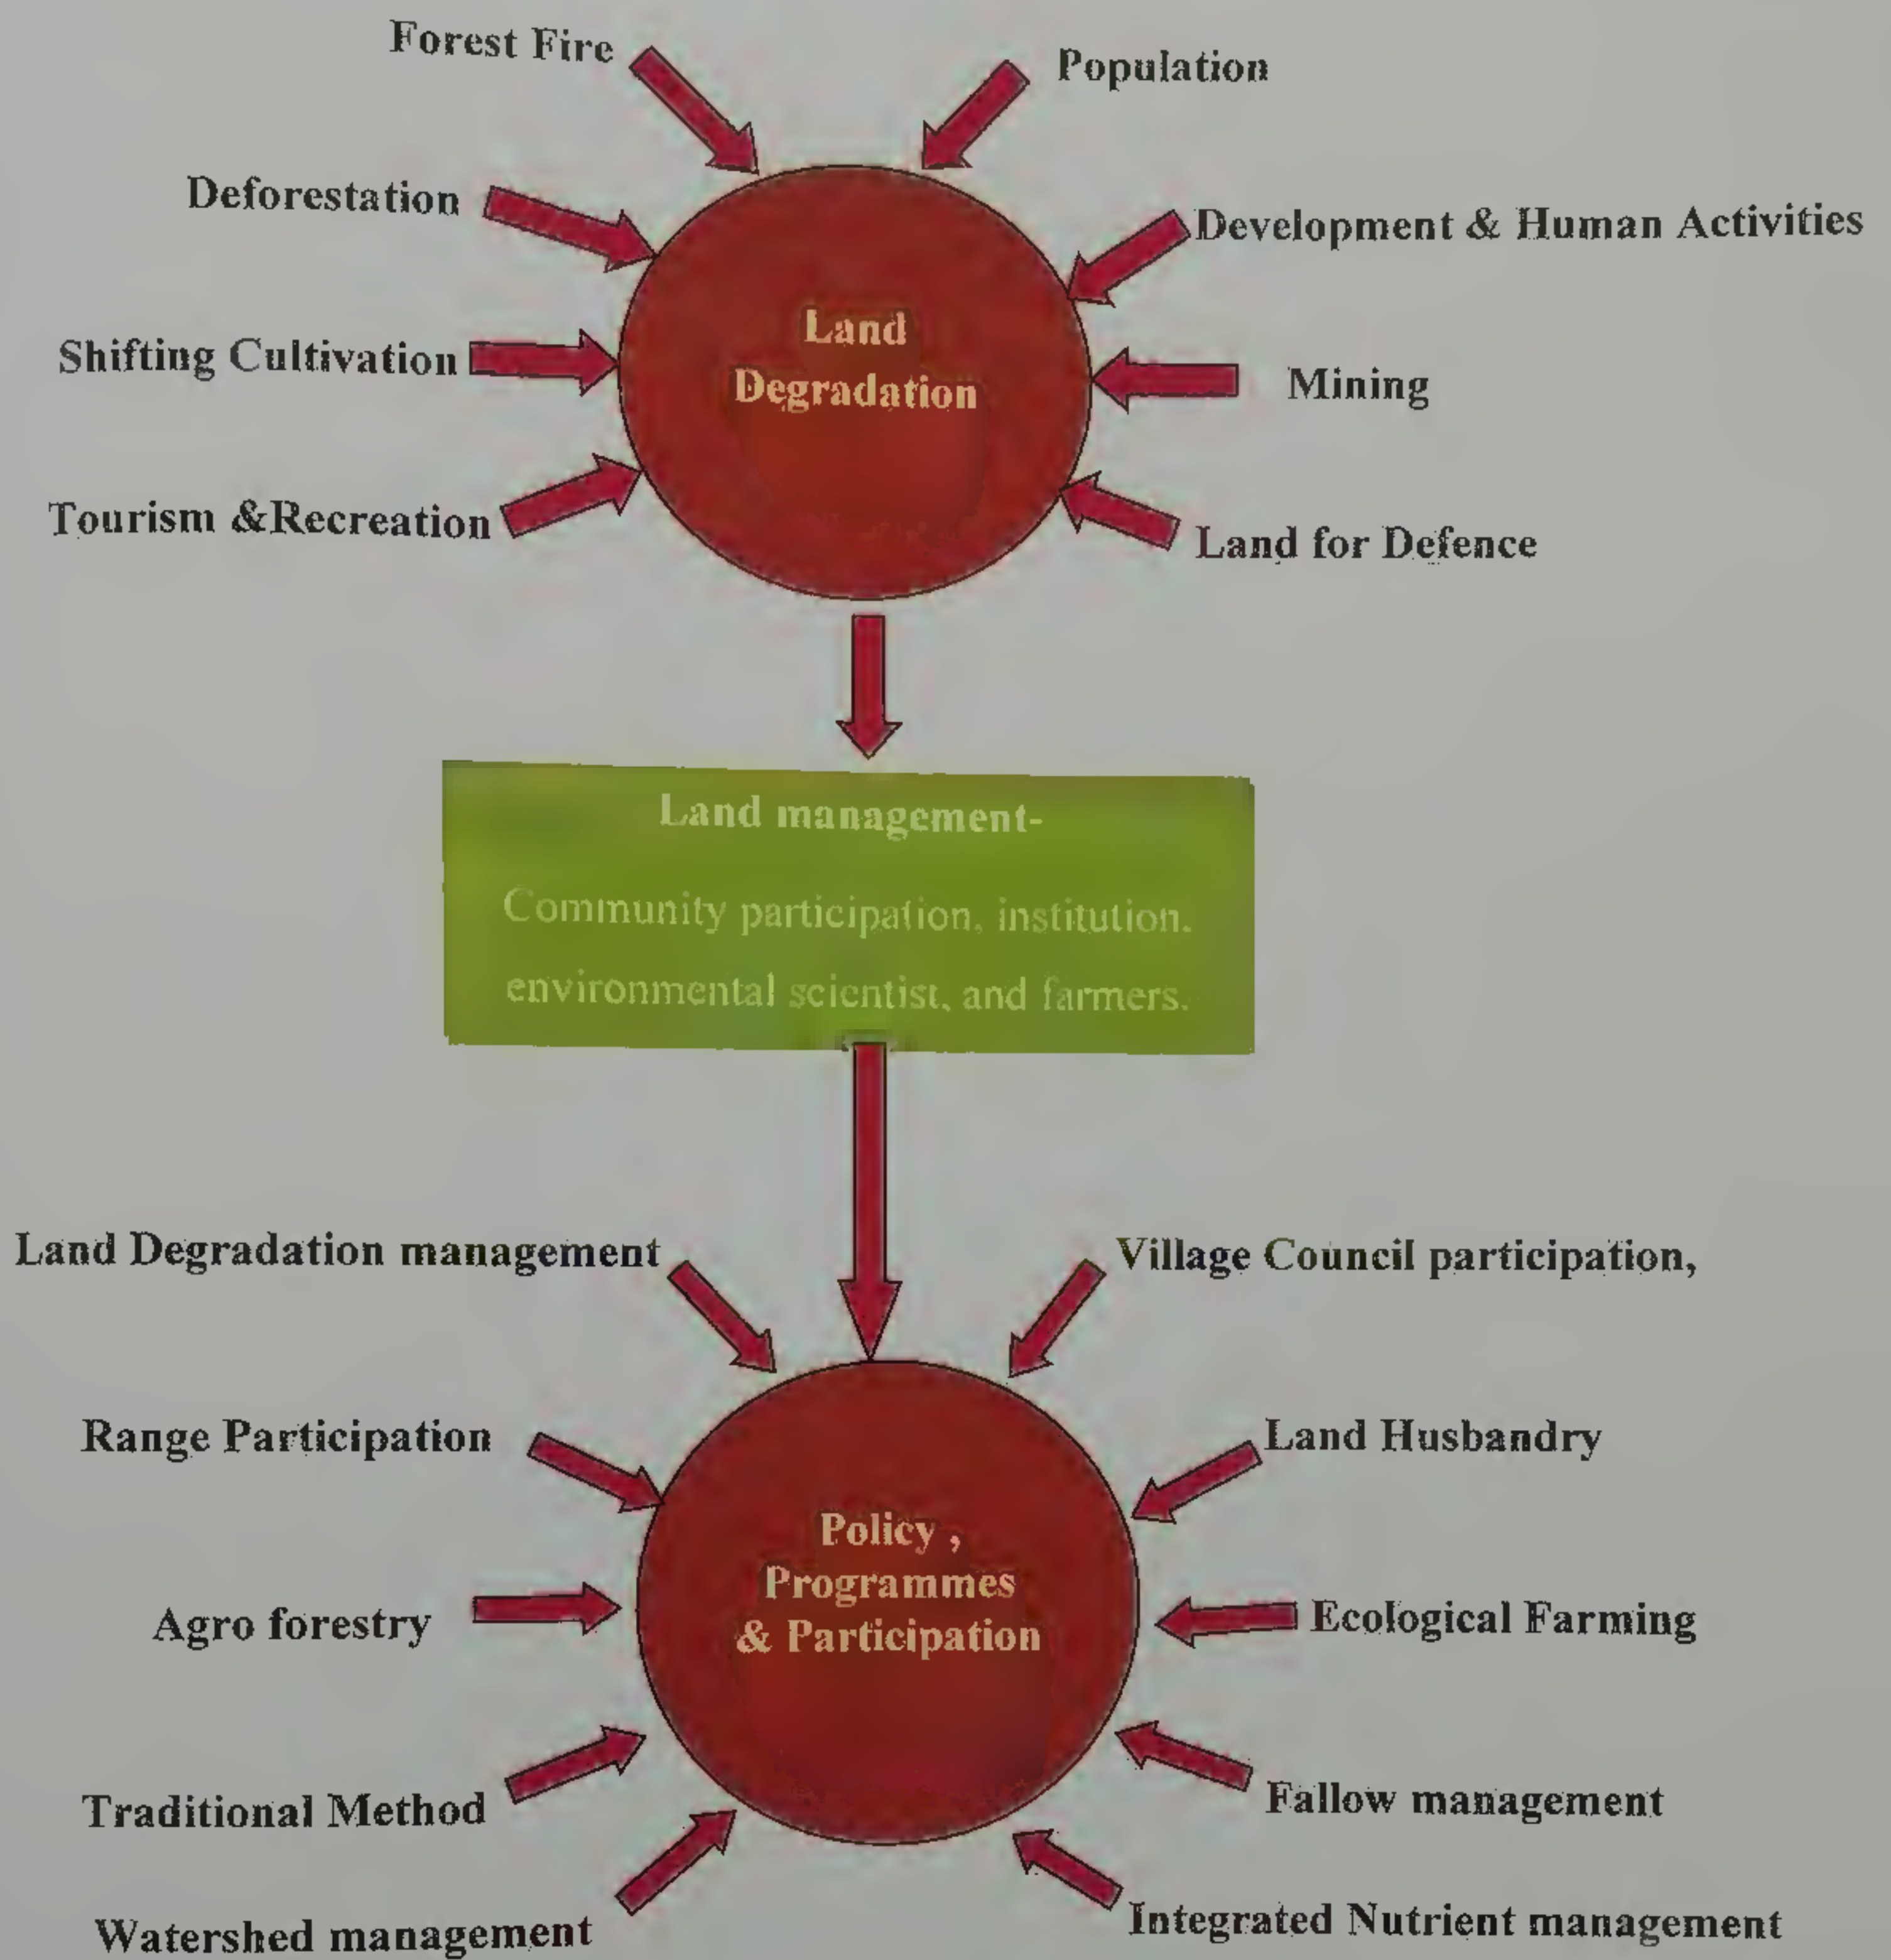 Forest Fire
Population
Deforestation
Development & Human Activities
Land
Degradation
Shifting Cultivation
Mining
Tourism &Recreation
Land for Defence
Land management-
Community participation, institution.
environmental scientist, and farmers.
Land Degradation management
Village Council participation,
Range Participation
Land Husbandry
Policy ,
Programmes
& Participation
Agro forestry
Ecological Farming
Traditional Method
Fallow management
Watershed management
Integrated Nutrient management